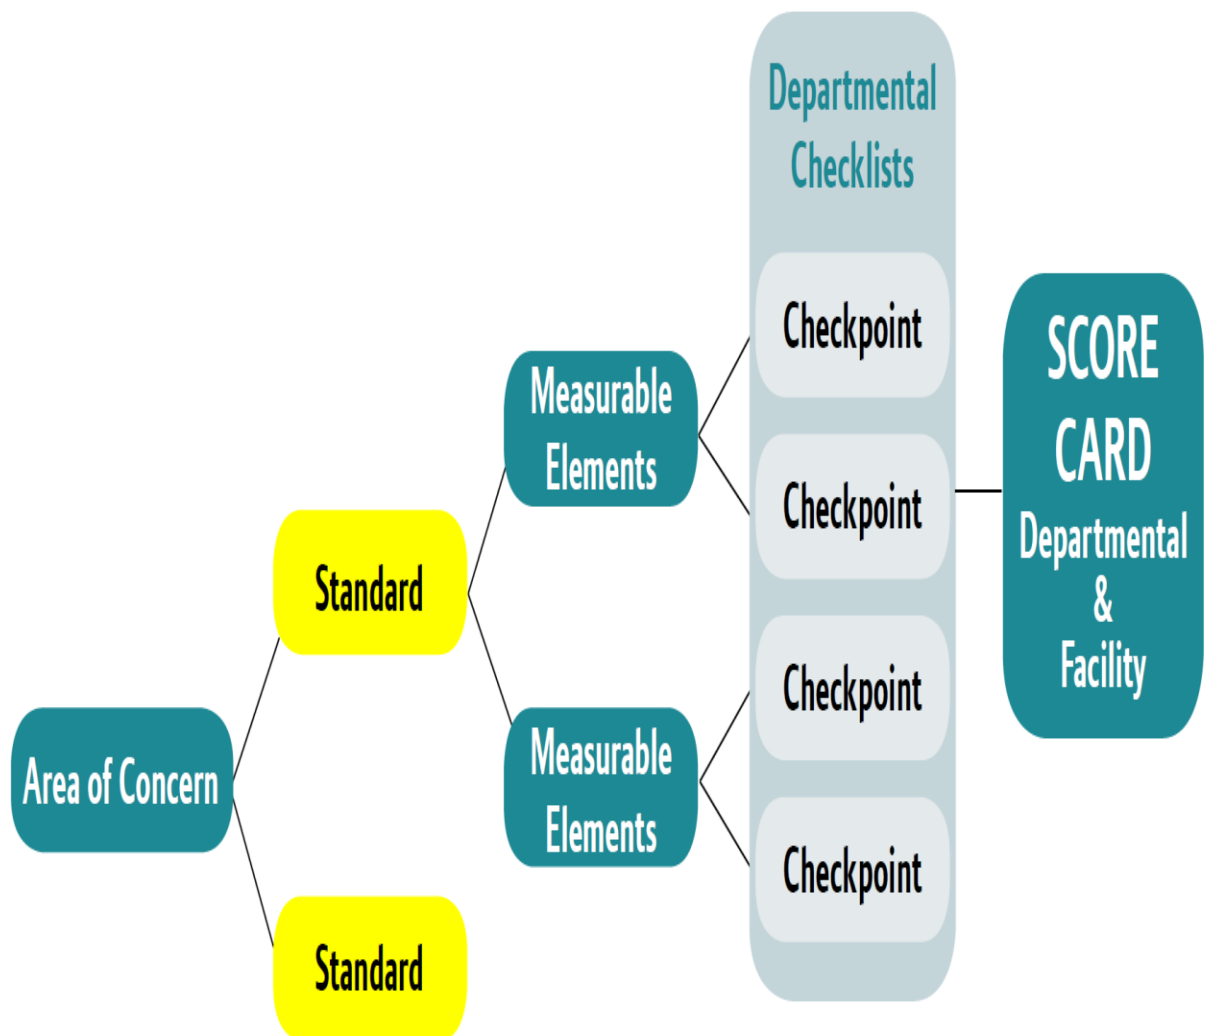 Departmental
Checklists
Checkpoint
Checkpoint
Checkpoint
Checkpoint
SCORE
CARD
Departmental
&
Facility
Measurable
Elements
Measurable
Elements
Standard
Standard
Area of Concern